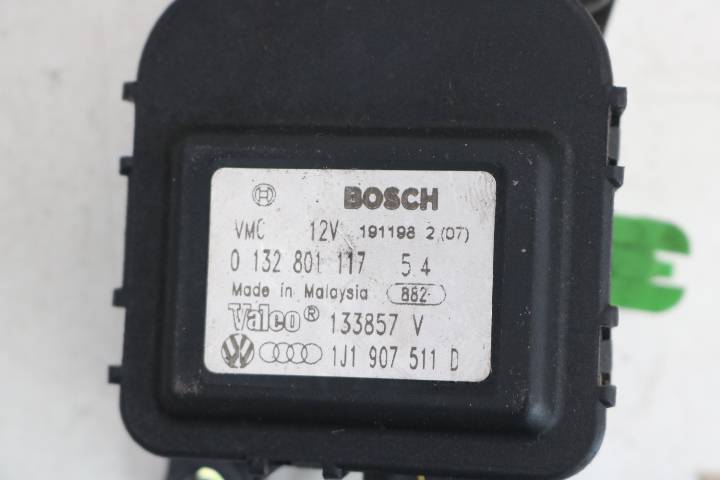 BOSCH
VMC 12V 191198 2 (07)
0 132 801 117 5 4
Made in Malaysia 882
Valeo® 133857 V
1J1 907 511 D